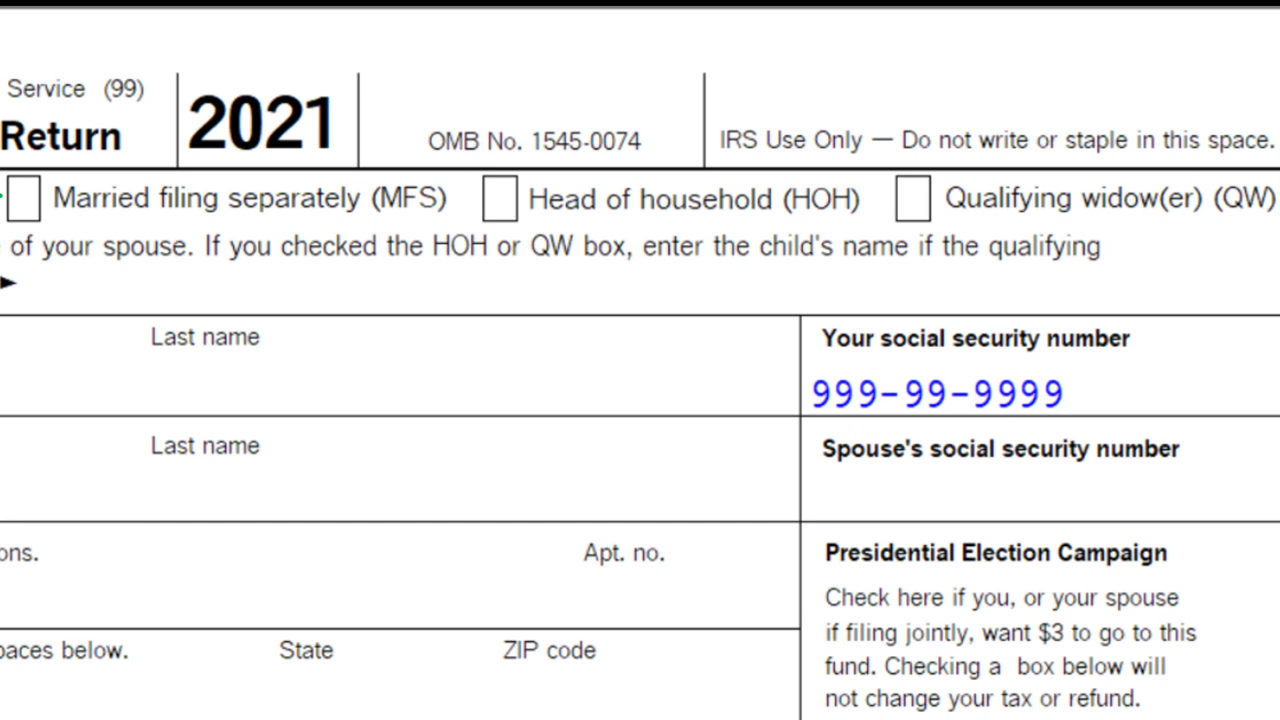 Service (99)
Return
2021
OMB No. 1545-0074
IRS Use Only — Do not write or staple in this space.
Married filing separately (MFS) Head of household (HOH) Qualifying widow(er) (QW)
of your spouse. If you checked the HOH or QW box, enter the child's name if the qualifying
Last name
Your social security number
999-99-9999
Last name
Spouse's social security number
Apt. no.
Presidential Election Campaign
Check here if you, or your spouse
if filing jointly, want $3 to go to this
fund. Checking a box below will
not change your tax or refund.
below.
State
ZIP code